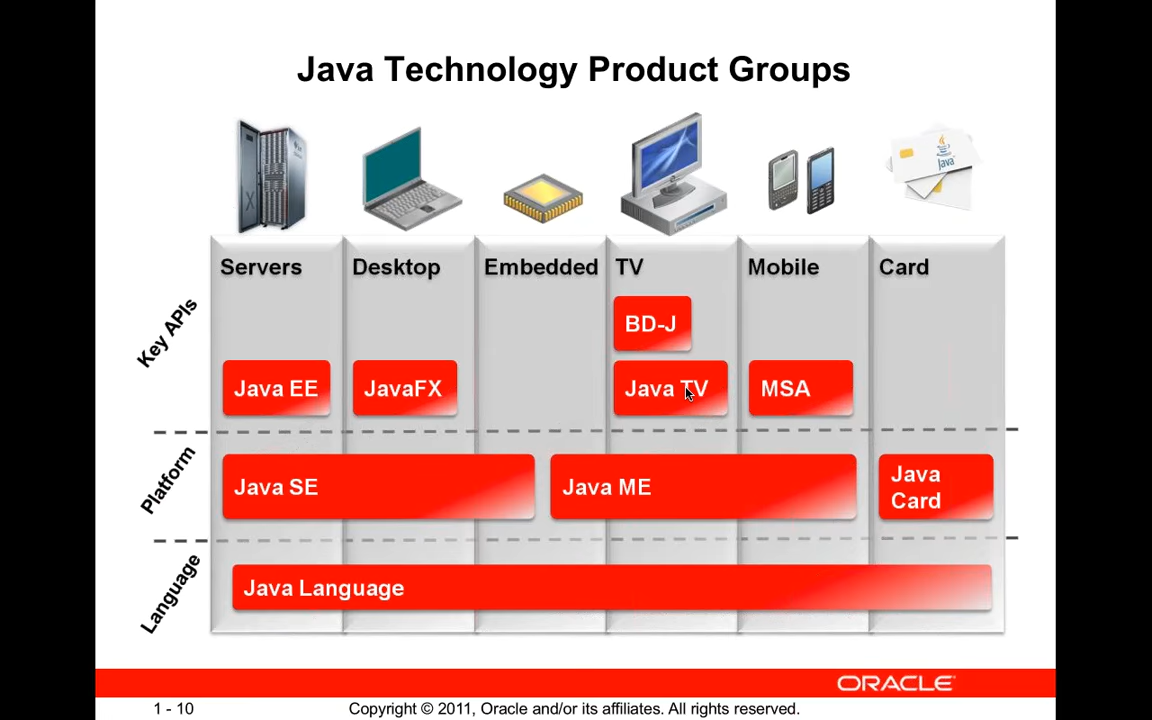 Java Technology Product Groups
Java
Servers
Desktop
Embedded
TV
Mobile
Card
Key APIs
BD-J
Java EE
JavaFX
Java TV
MSA
Platform
Java SE
Java ME
Java
Card
Language
Java Language
ORACLE
1 - 10
Copyright © 2011, Oracle and/or its affiliates. All rights reserved.